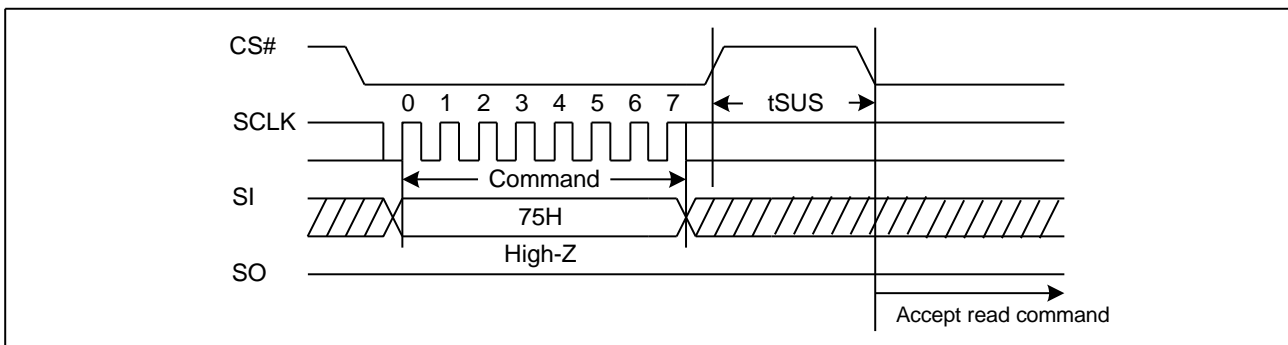 CS#
0 1 2 3 4 5 6 7
tSUS
SCLK
Command
SI
75H
High-Z
SO
Accept read command